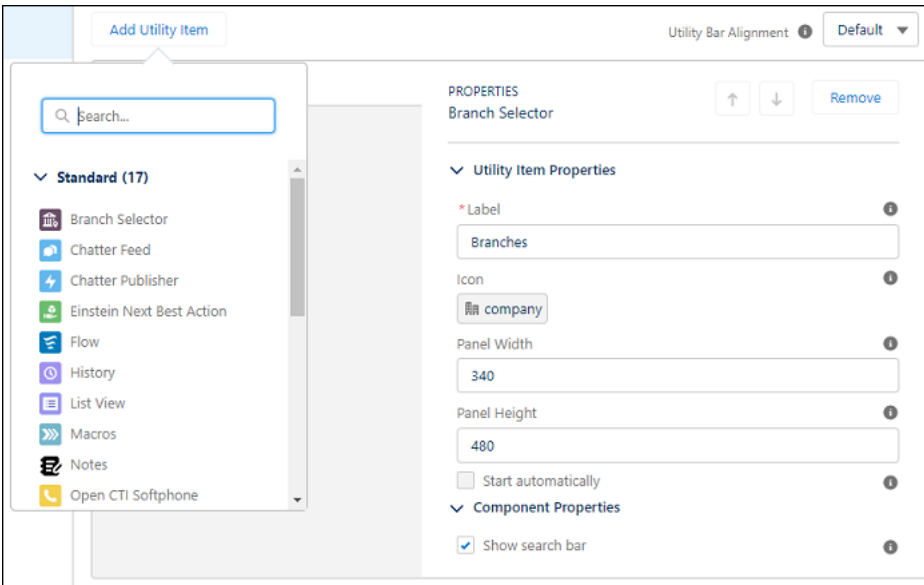 Add Utility Item
Utility Bar Alignment
Default
Search...
Standard (17)
Branch Selector
Chatter Feed
Chatter Publisher
Einstein Next Best Action
Flow
History
List View
Macros
Notes
Open CTI Softphone
PROPERTIES
Branch Selector
Remove
Utility Item Properties
*Label
Branches
Icon
company
Panel Width
340
Panel Height
480
Start automatically
Component Properties
Show search bar